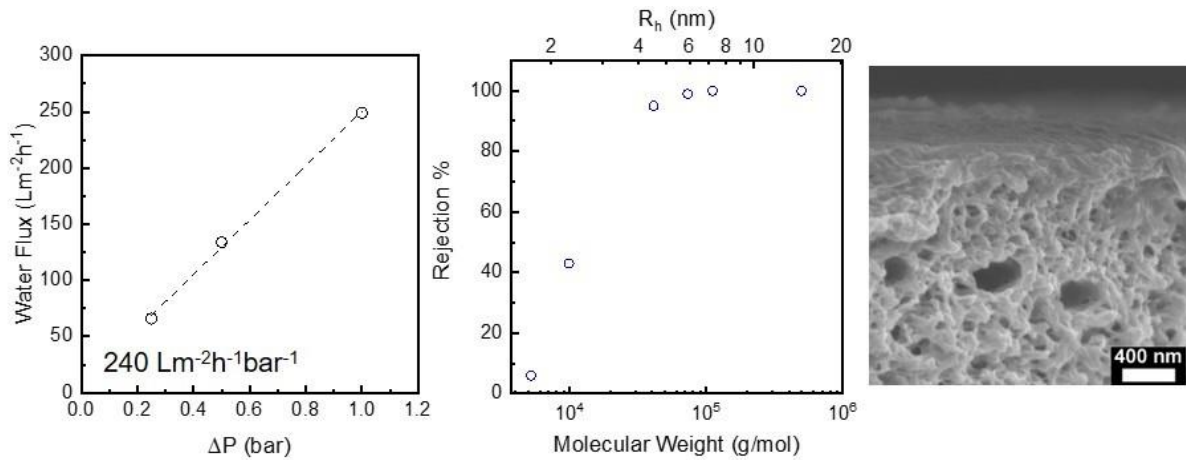 Water Flux (Lm-2h-1)
300
250
200
150
100
50
0
240 Lm-2h-1bar-1
0.0 0.2 0.4 0.6 0.8 1.0 1.2
ΔP (bar)
Rh (nm)
2 4 6 8 10 20
Rejection %
100
80
60
40
20
0
10⁴ 10⁵ 10⁶
Molecular Weight (g/mol)
400 nm